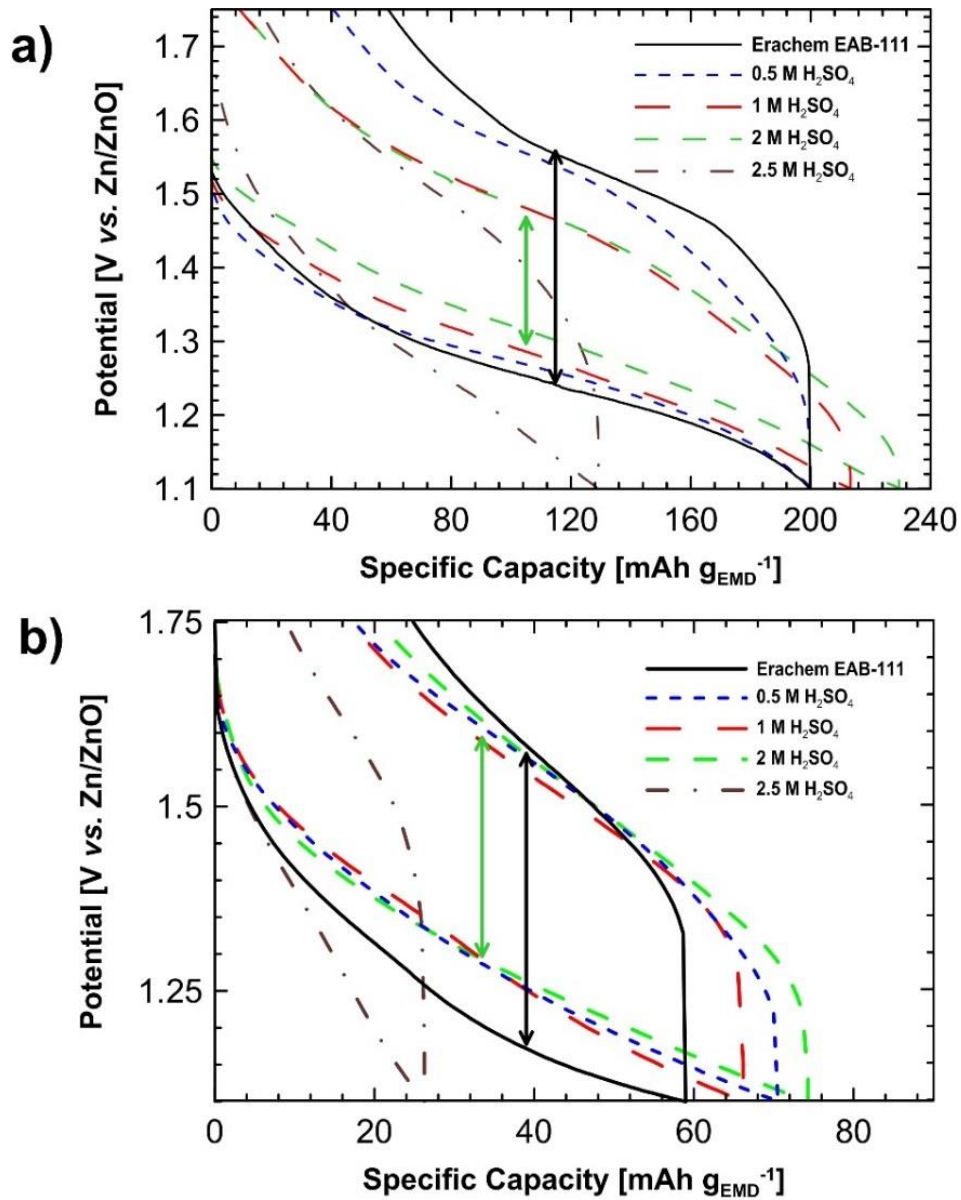 a)
Potential [V vs. Zn/ZnO]
1.7
1.6
1.5
1.4
1.3
1.2
1.1
Erachem EAB-111
0.5 M H₂SO₄
1 M H₂SO₄
2 M H₂SO₄
2.5 M H₂SO₄
0 40 80 120 160 200 240
Specific Capacity [mAh g_EMD⁻¹]
b)
Potential [V vs. Zn/ZnO]
1.75
1.5
1.25
Erachem EAB-111
0.5 M H₂SO₄
1 M H₂SO₄
2 M H₂SO₄
2.5 M H₂SO₄
0 20 40 60 80
Specific Capacity [mAh g_EMD⁻¹]